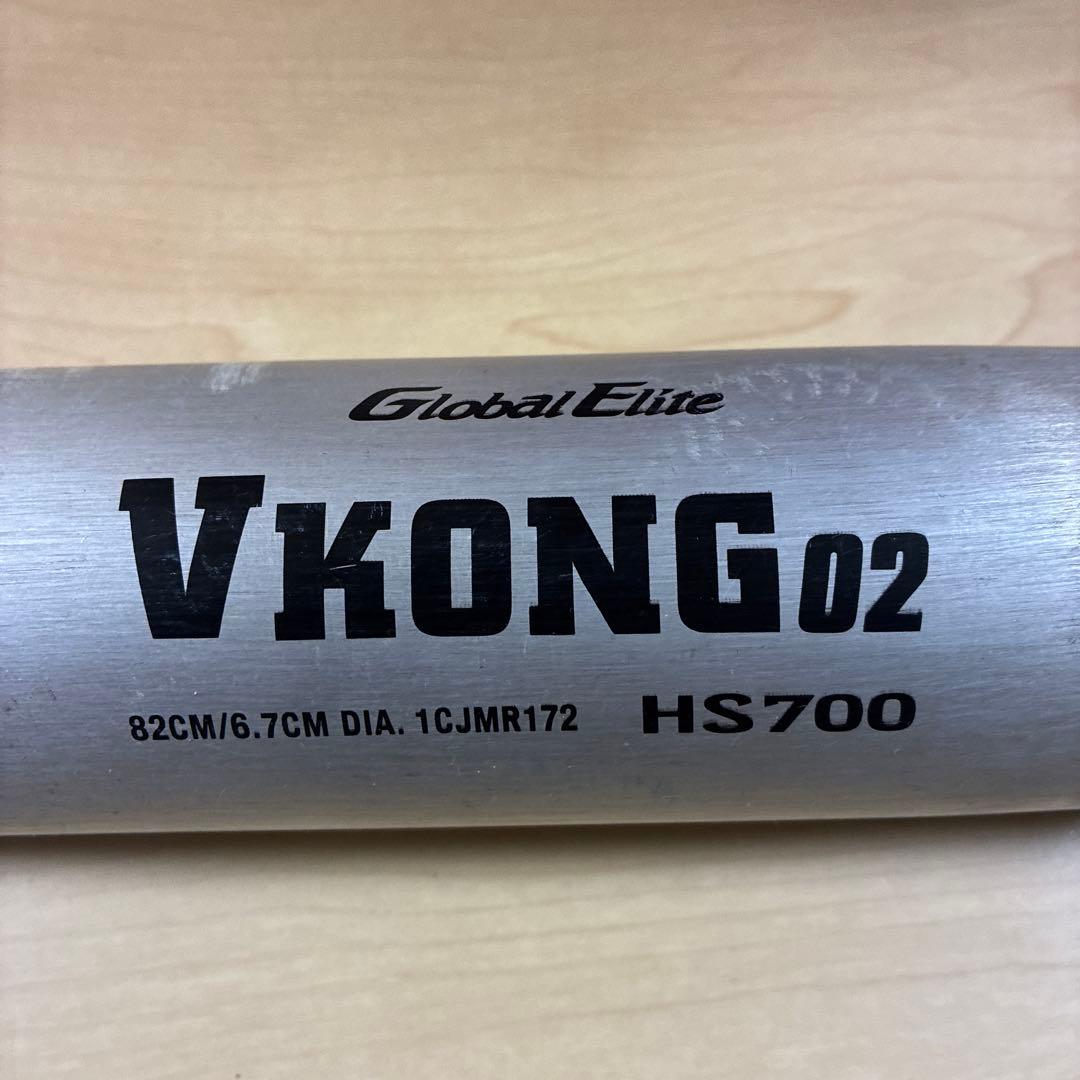 Global Elite
VKONG02
82CM/6.7CM DIA. 1CJMR172 HS700